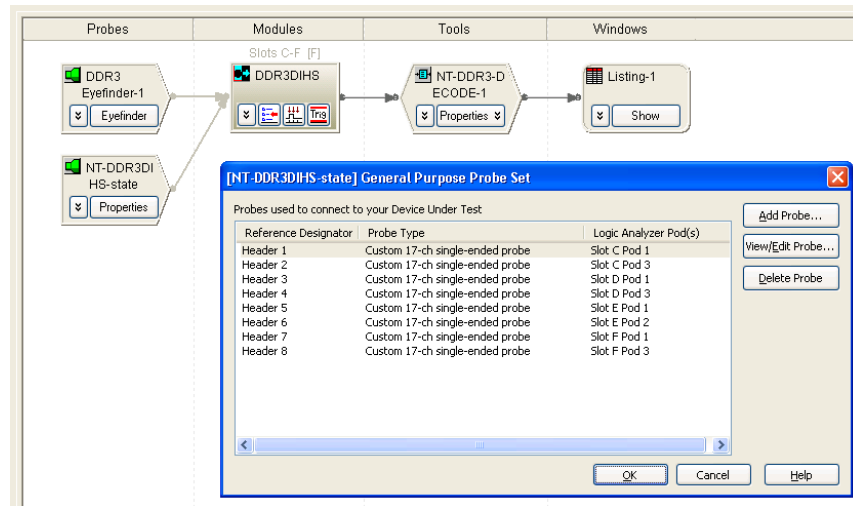 Probes Modules Tools Windows
Slots C-F [F]
DDR3
Eyefinder-1
Eyefinder
DDR3DIHS
Trig
NT-DDR3-D
ECODE-1
Properties
Listing-1
Show
NT-DDR3DI
HS-state
Properties
[NT-DDR3DIHS-state] General Purpose Probe Set
Probes used to connect to your Device Under Test
Reference Designator Probe Type Logic Analyzer Pod(s)
Header 1 Custom 17-ch single-ended probe Slot C Pod 1
Header 2 Custom 17-ch single-ended probe Slot C Pod 3
Header 3 Custom 17-ch single-ended probe Slot D Pod 1
Header 4 Custom 17-ch single-ended probe Slot D Pod 3
Header 5 Custom 17-ch single-ended probe Slot E Pod 1
Header 6 Custom 17-ch single-ended probe Slot E Pod 2
Header 7 Custom 17-ch single-ended probe Slot F Pod 1
Header 8 Custom 17-ch single-ended probe Slot F Pod 3
Add Probe...
View/Edit Probe...
Delete Probe
OK Cancel Help